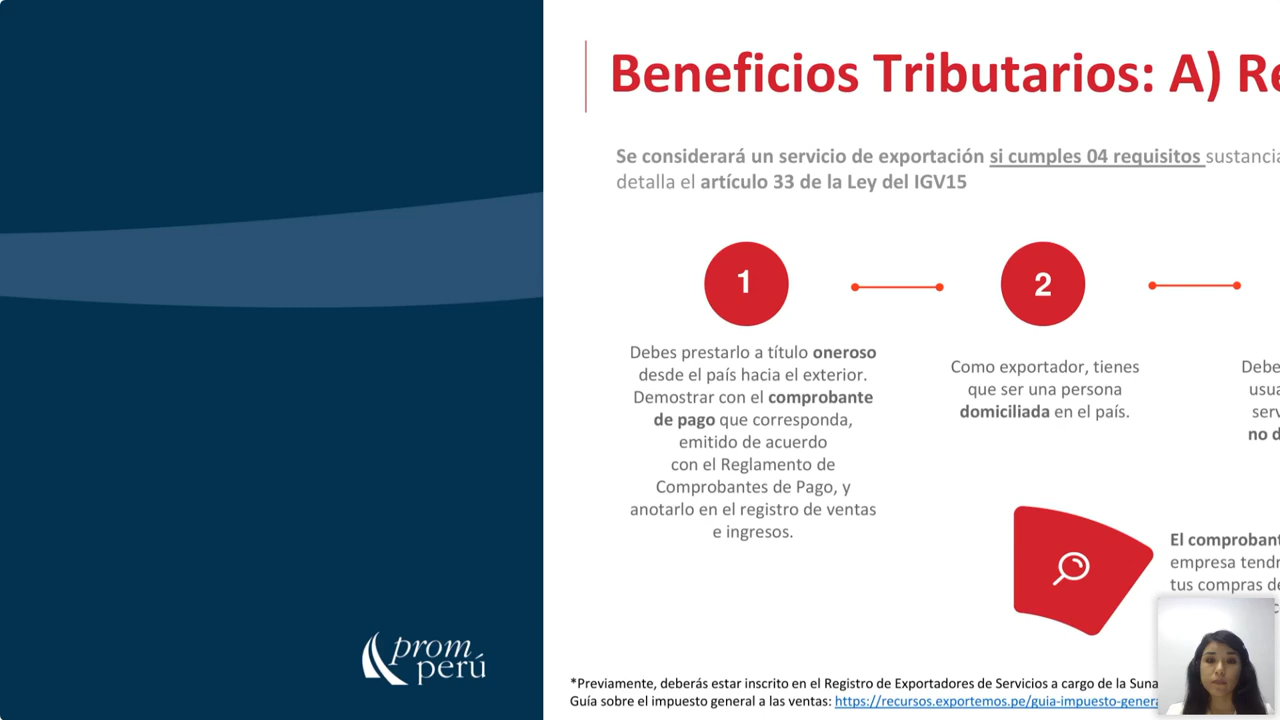 Beneficios Tributarios: A) Re
Se considerará un servicio de exportación si cumples 04 requisitos sustancia
detalla el artículo 33 de la Ley del IGV15
1
Debes prestarlo a título oneroso
desde el país hacia el exterior.
Demostrar con el comprobante
de pago que corresponda,
emitido de acuerdo
con el Reglamento de
Comprobantes de Pago, y
anotarlo en el registro de ventas
e ingresos.
2
Como exportador, tienes
que ser una persona
domiciliada en el país.
Debe
usua
serv
no d
El comproban
empresa tendr
tus compras de
prom
perú
*Previamente, deberás estar inscrito en el Registro de Exportadores de Servicios a cargo de la Suna
Guía sobre el impuesto general a las ventas: https://recursos.exportemos.pe/guia-impuesto-genera